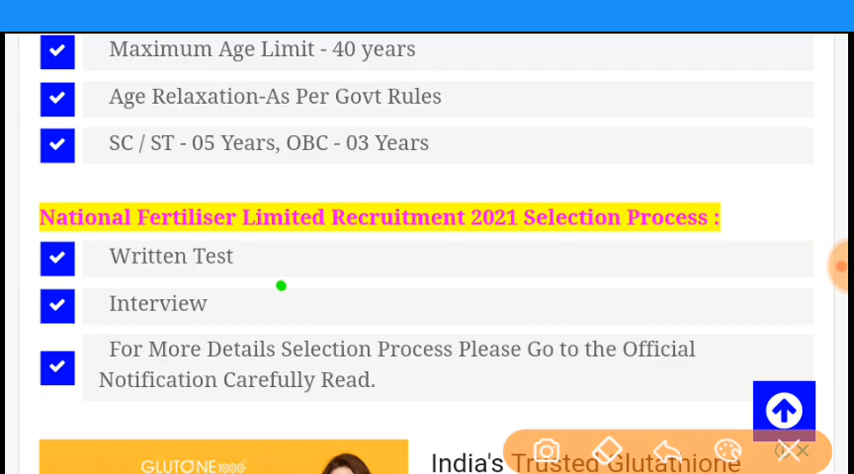 Maximum Age Limit - 40 years
Age Relaxation-As Per Govt Rules
SC / ST - 05 Years, OBC - 03 Years
National Fertiliser Limited Recruitment 2021 Selection Process :
Written Test
Interview
For More Details Selection Process Please Go to the Official
Notification Carefully Read.
GLUTONE 1000
India's Trusted Glutathione